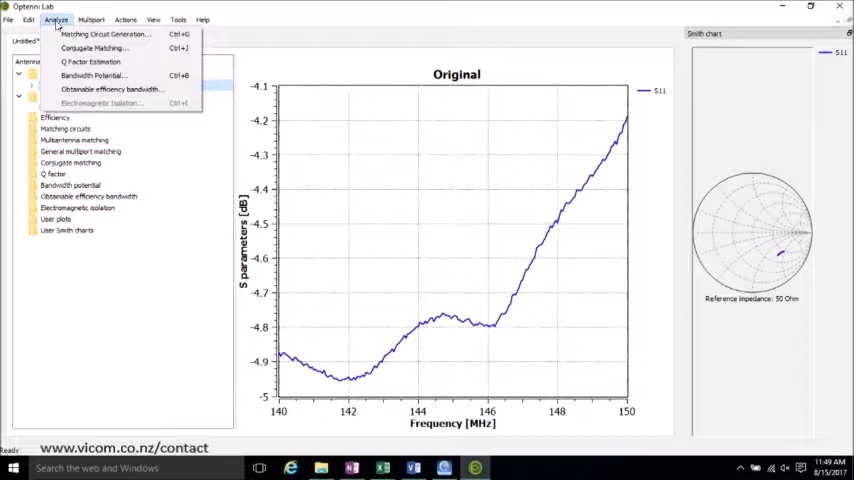 Optenni Lab
File Edit Analyze Multiport Actions View Tools Help
Matching Circuit Generation... Ctrl+G
Conjugate Matching... Ctrl+J
Q Factor Estimation
Bandwidth Potential... Ctrl+B
Obtainable efficiency bandwidth...
Electromagnetic Isolation... Ctrl+I
Efficiency
Matching circuits
Multiantenna matching
General multiport matching
Conjugate matching
Q factor
Bandwidth potential
Obtainable efficiency bandwidth
Electromagnetic isolation
User plots
User Smith charts
Original
S11
-4.1
-4.2
-4.3
-4.4
-4.5
-4.6
-4.7
-4.8
-4.9
-5
S parameters [dB]
140 142 144 146 148 150
Frequency [MHz]
Smith chart
S11
Reference impedance: 50 Ohm
www.vicom.co.nz/contact
Ready
Search the web and Windows
11:49 AM
8/15/2017